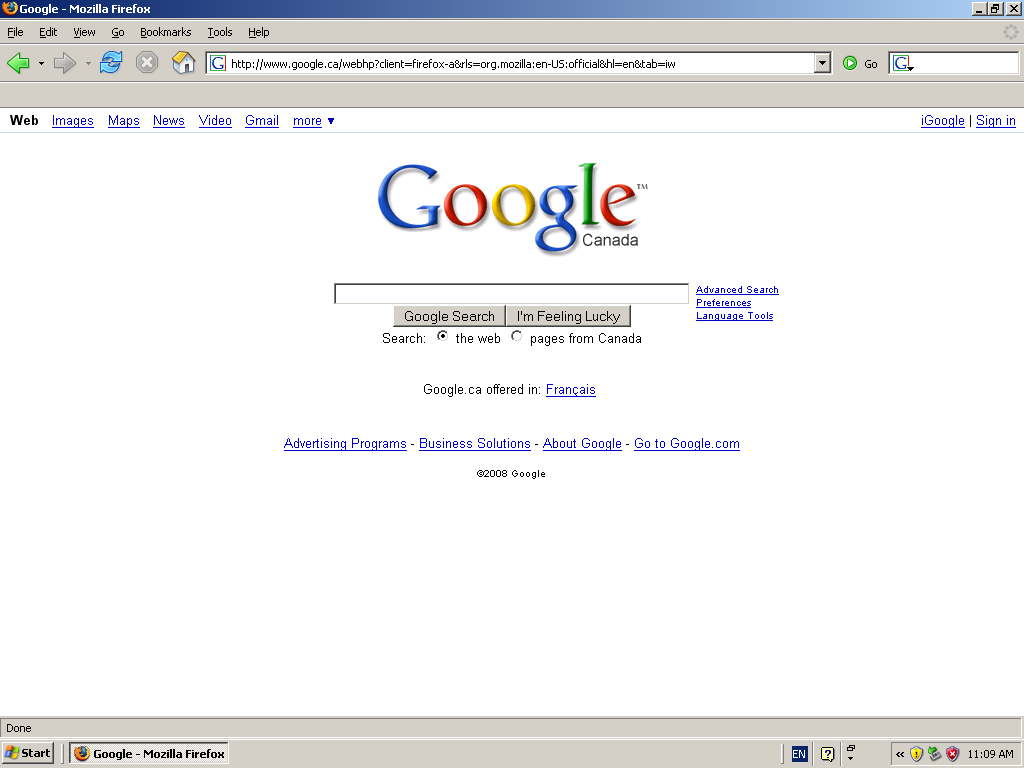 Google - Mozilla Firefox
File Edit View Go Bookmarks Tools Help
http://www.google.ca/webhp?client=firefox-a&rls=org.mozilla:en-US:official&hl=en&tab=iw Go G
Web Images Maps News Video Gmail more ▼ iGoogle | Sign in
Google™
Canada
Advanced Search
Preferences
Language Tools
Google Search I'm Feeling Lucky
Search: the web pages from Canada
Google.ca offered in: Français
Advertising Programs - Business Solutions - About Google - Go to Google.com
©2008 Google
Done
Start Google - Mozilla Firefox EN ? « 11:09 AM